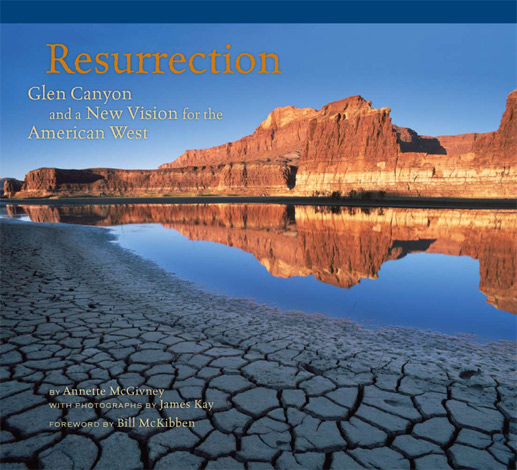 Resurrection
Glen Canyon
and a New Vision for the
American West
BY Annette McGivney
WITH PHOTOGRAPHS BY James Kay
FOREWORD BY Bill McKibben